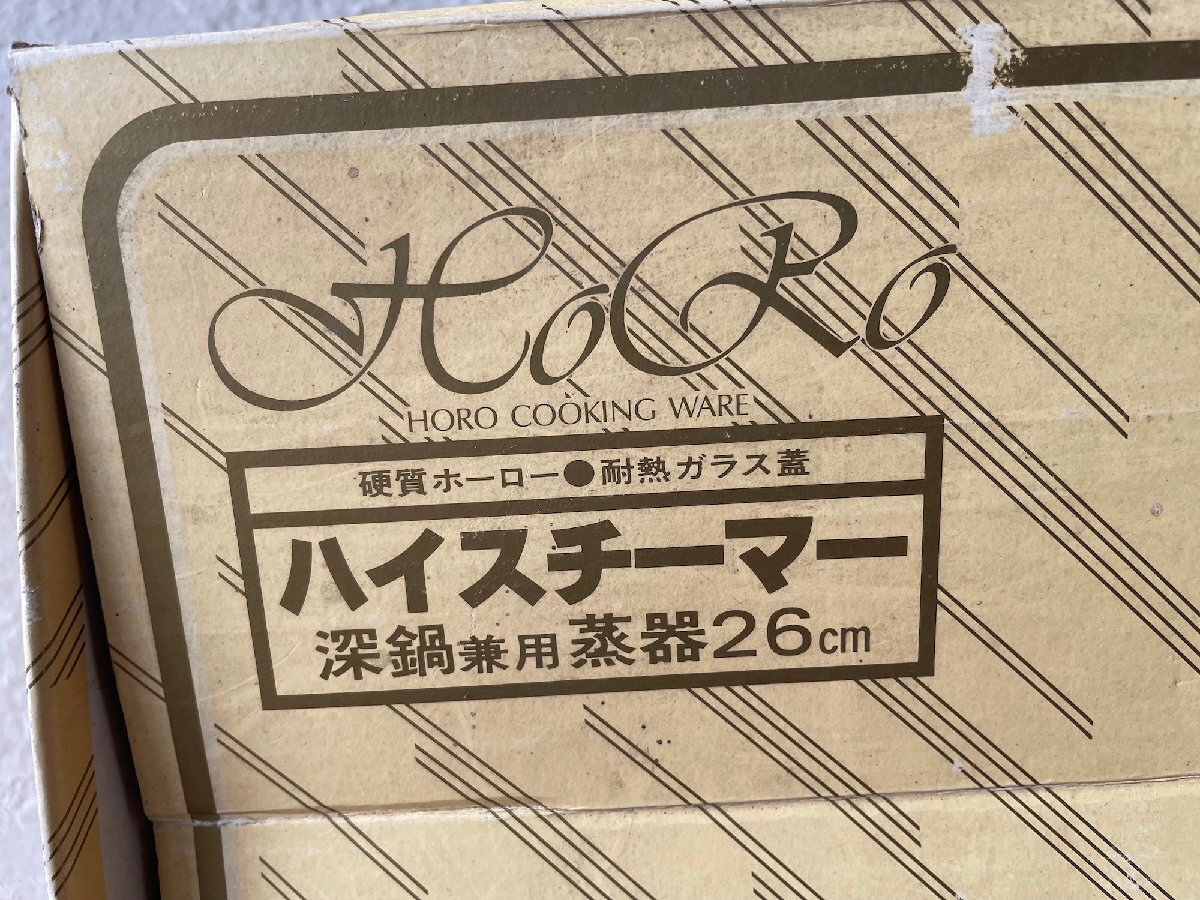 HoRo
HORO COOKING WARE
硬質ホーロー●耐熱ガラス蓋
ハイスチーマー
深鍋兼用蒸器26cm